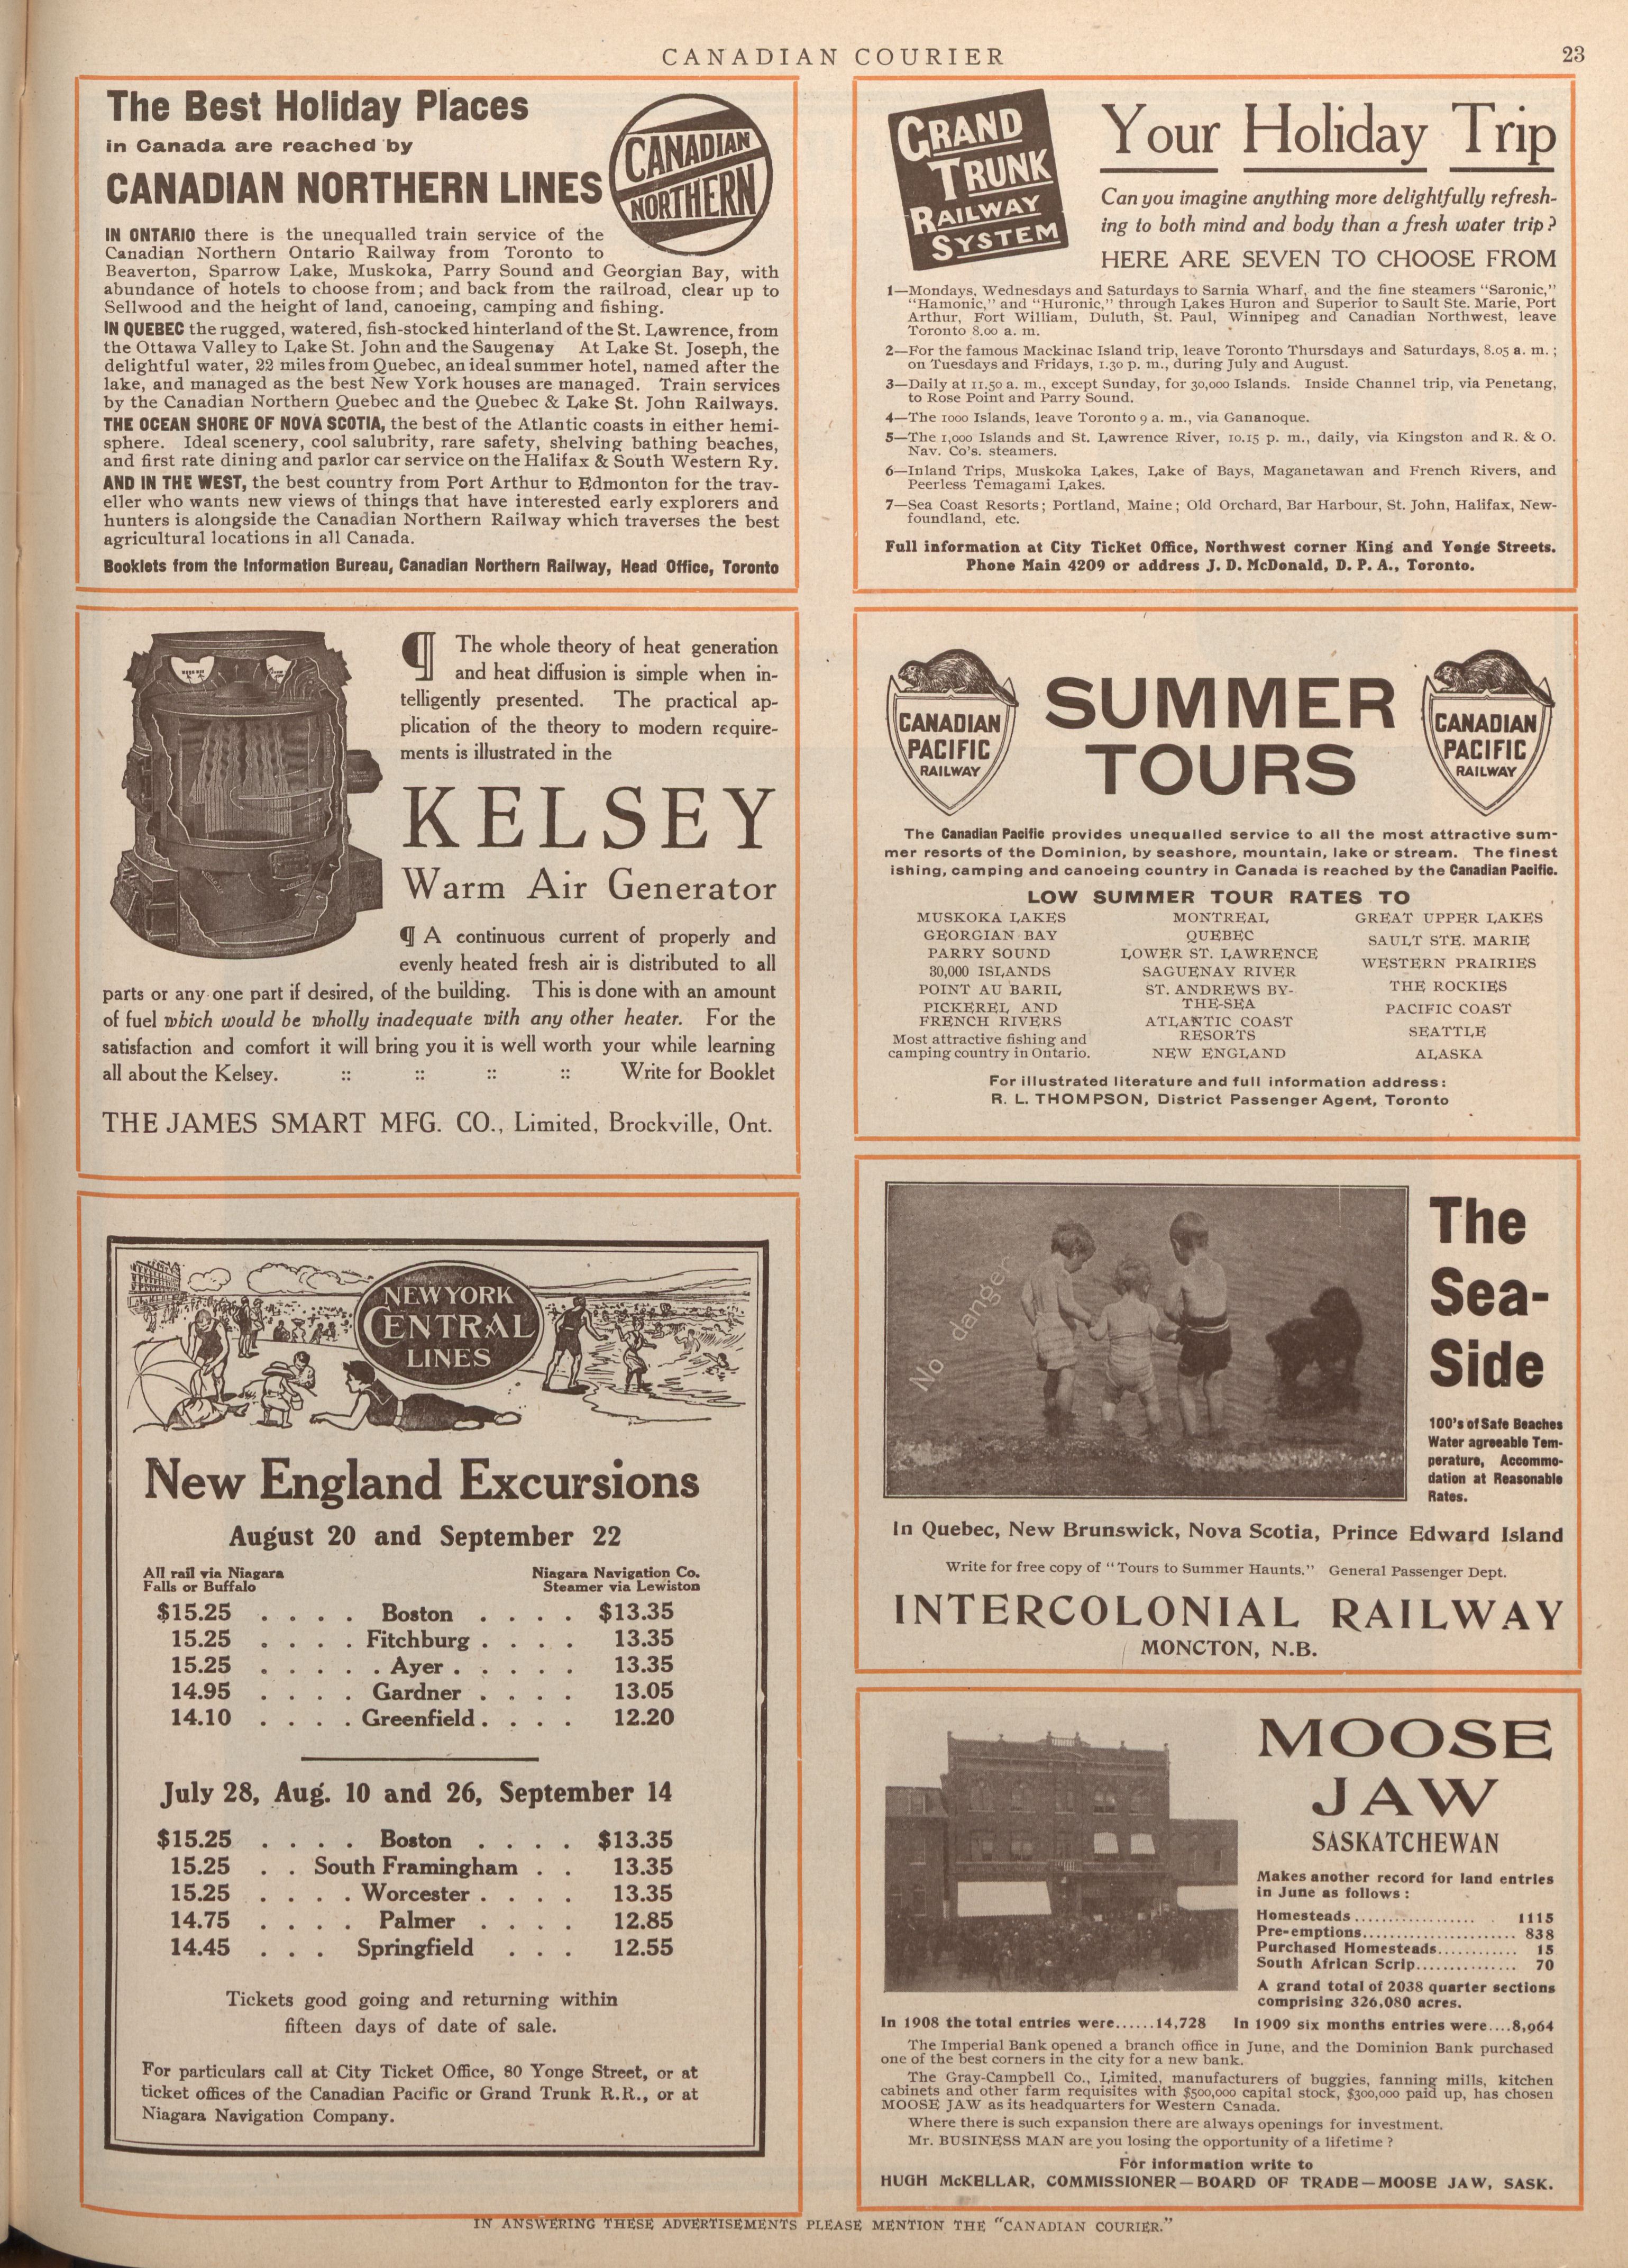 CANADIAN COURIER
23
The Best Holiday Places
in Canada are reached by
CANADIAN NORTHERN LINES
CANADIAN
NORTHERN
IN ONTARIO there is the unequalled train service of the
Canadian Northern Ontario Railway from Toronto to
Beaverton, Sparrow Lake, Muskoka, Parry Sound and Georgian Bay, with
abundance of hotels to choose from; and back from the railroad, clear up to
Sellwood and the height of land, canoeing, camping and fishing.
IN QUEBEC the rugged, watered, fish-stocked hinterland of the St. Lawrence, from
the Ottawa Valley to Lake St. John and the Saugenay At Lake St. Joseph, the
delightful water, 22 miles from Quebec, an ideal summer hotel, named after the
lake, and managed as the best New York houses are managed. Train services
by the Canadian Northern Quebec and the Quebec & Lake St. John Railways.
THE OCEAN SHORE OF NOVA SCOTIA, the best of the Atlantic coasts in either hemi-
sphere. Ideal scenery, cool salubrity, rare safety, shelving bathing beaches,
and first rate dining and parlor car service on the Halifax & South Western Ry.
AND IN THE WEST, the best country from Port Arthur to Edmonton for the trav-
eller who wants new views of things that have interested early explorers and
hunters is alongside the Canadian Northern Railway which traverses the best
agricultural locations in all Canada.
Booklets from the Information Bureau, Canadian Northern Railway, Head Office, Toronto
¶ The whole theory of heat generation
and heat diffusion is simple when in-
telligently presented. The practical ap-
plication of the theory to modern require-
ments is illustrated in the
KELSEY
Warm Air Generator
¶ A continuous current of properly and
evenly heated fresh air is distributed to all
parts or any one part if desired, of the building. This is done with an amount
of fuel which would be wholly inadequate with any other heater. For the
satisfaction and comfort it will bring you it is well worth your while learning
all about the Kelsey. :: :: :: :: Write for Booklet
THE JAMES SMART MFG. CO., Limited, Brockville, Ont.
NEW YORK
CENTRAL
LINES
New England Excursions
August 20 and September 22
All rail via Niagara Niagara Navigation Co.
Falls or Buffalo Steamer via Lewiston
$15.25 . . . . Boston . . . . $13.35
15.25 . . . . Fitchburg . . . . 13.35
15.25 . . . . . Ayer . . . . . 13.35
14.95 . . . . Gardner . . . . 13.05
14.10 . . . . Greenfield . . . . 12.20
July 28, Aug. 10 and 26, September 14
$15.25 . . . . Boston . . . . $13.35
15.25 . . South Framingham . . 13.35
15.25 . . . . Worcester . . . . 13.35
14.75 . . . . Palmer . . . . 12.85
14.45 . . . Springfield . . . 12.55
Tickets good going and returning within
fifteen days of date of sale.
For particulars call at City Ticket Office, 80 Yonge Street, or at
ticket offices of the Canadian Pacific or Grand Trunk R.R., or at
Niagara Navigation Company.
GRAND
TRUNK
RAILWAY
SYSTEM
Your Holiday Trip
Can you imagine anything more delightfully refresh-
ing to both mind and body than a fresh water trip?
HERE ARE SEVEN TO CHOOSE FROM
1—Mondays, Wednesdays and Saturdays to Sarnia Wharf, and the fine steamers "Saronic,"
"Hamonic," and "Huronic," through Lakes Huron and Superior to Sault Ste. Marie, Port
Arthur, Fort William, Duluth, St. Paul, Winnipeg and Canadian Northwest, leave
Toronto 8.00 a. m.
2—For the famous Mackinac Island trip, leave Toronto Thursdays and Saturdays, 8.05 a. m.;
on Tuesdays and Fridays, 1.30 p. m., during July and August.
3—Daily at 11.50 a. m., except Sunday, for 30,000 Islands. Inside Channel trip, via Penetang,
to Rose Point and Parry Sound.
4—The 1000 Islands, leave Toronto 9 a. m., via Gananoque.
5—The 1,000 Islands and St. Lawrence River, 10.15 p. m., daily, via Kingston and R. & O.
Nav. Co's. steamers.
6—Inland Trips, Muskoka Lakes, Lake of Bays, Maganetawan and French Rivers, and
Peerless Temagami Lakes.
7—Sea Coast Resorts; Portland, Maine; Old Orchard, Bar Harbour, St. John, Halifax, New-
foundland, etc.
Full information at City Ticket Office, Northwest corner King and Yonge Streets.
Phone Main 4209 or address J. D. McDonald, D. P. A., Toronto.
CANADIAN
PACIFIC
RAILWAY
SUMMER
TOURS
CANADIAN
PACIFIC
RAILWAY
The Canadian Pacific provides unequalled service to all the most attractive sum-
mer resorts of the Dominion, by seashore, mountain, lake or stream. The finest
ishing, camping and canoeing country in Canada is reached by the Canadian Pacific.
LOW SUMMER TOUR RATES TO
MUSKOKA LAKES
GEORGIAN BAY
PARRY SOUND
30,000 ISLANDS
POINT AU BARIL
PICKEREL AND
FRENCH RIVERS
Most attractive fishing and
camping country in Ontario.
MONTREAL
QUEBEC
LOWER ST. LAWRENCE
SAGUENAY RIVER
ST. ANDREWS BY-
THE-SEA
ATLANTIC COAST
RESORTS
NEW ENGLAND
GREAT UPPER LAKES
SAULT STE. MARIE
WESTERN PRAIRIES
THE ROCKIES
PACIFIC COAST
SEATTLE
ALASKA
For illustrated literature and full information address:
R. L. THOMPSON, District Passenger Agent, Toronto
No danger
The
Sea-
Side
100's of Safe Beaches
Water agreeable Tem-
perature, Accommo-
dation at Reasonable
Rates.
In Quebec, New Brunswick, Nova Scotia, Prince Edward Island
Write for free copy of "Tours to Summer Haunts." General Passenger Dept.
INTERCOLONIAL RAILWAY
MONCTON, N.B.
MOOSE
JAW
SASKATCHEWAN
Makes another record for land entries
in June as follows:
Homesteads .................. . 1115
Pre-emptions....................... 838
Purchased Homesteads............ 15
South African Scrip............... 70
A grand total of 2038 quarter sections
comprising 326,080 acres.
In 1908 the total entries were......14,728 In 1909 six months entries were....8,964
The Imperial Bank opened a branch office in June, and the Dominion Bank purchased
one of the best corners in the city for a new bank.
The Gray-Campbell Co., Limited, manufacturers of buggies, fanning mills, kitchen
cabinets and other farm requisites with $500,000 capital stock, $300,000 paid up, has chosen
MOOSE JAW as its headquarters for Western Canada.
Where there is such expansion there are always openings for investment.
Mr. BUSINESS MAN are you losing the opportunity of a lifetime?
For information write to
HUGH McKELLAR, COMMISSIONER—BOARD OF TRADE—MOOSE JAW, SASK.
IN ANSWERING THESE ADVERTISEMENTS PLEASE MENTION THE "CANADIAN COURIER."